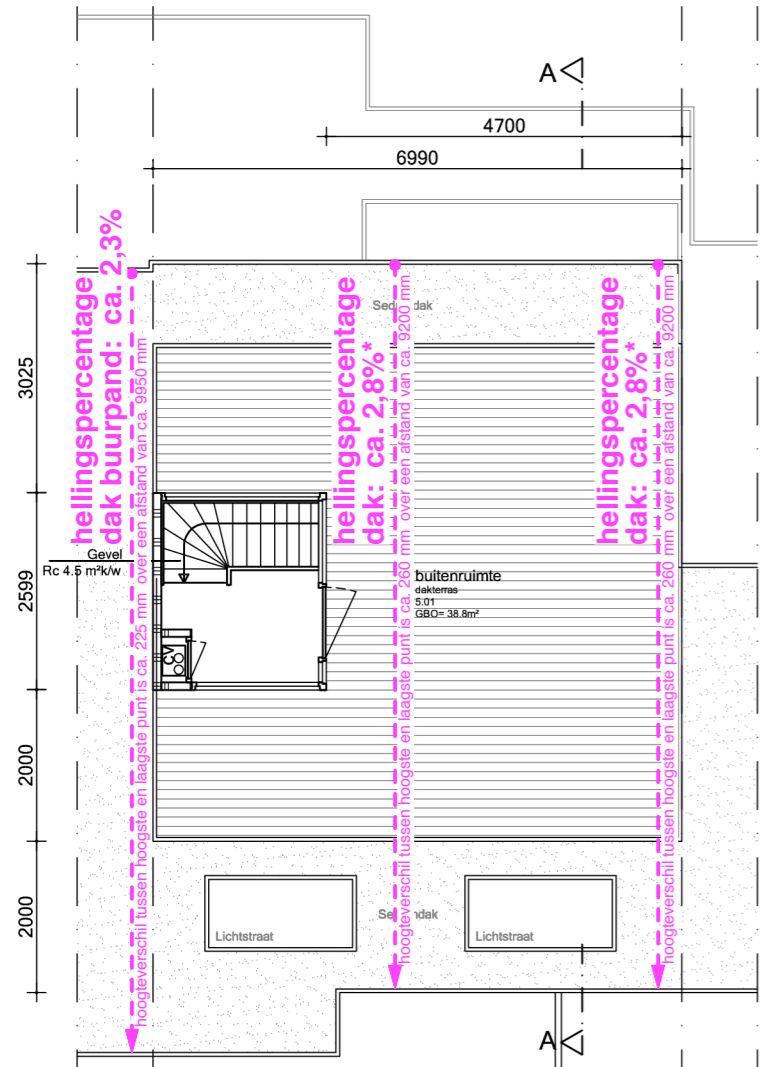 A
4700
6990
hellingspercentage
dak buurpand: ca. 2,3%
hoogteverschil tussen hoogste en laagste punt is ca. 225 mm over een afstand van ca. 9950 mm
Sedumdak
hellingspercentage
dak: ca. 2,8%*
hoogteverschil tussen hoogste en laagste punt is ca. 260 mm over een afstand van ca. 9200 mm
hellingspercentage
dak: ca. 2,8%*
hoogteverschil tussen hoogste en laagste punt is ca. 260 mm over een afstand van ca. 9200 mm
3025
2599
2000
2000
Gevel
Rc 4.5 m²k/w
CV
buitenruimte
dakterras
5.01
GBO= 38.8m²
Lichtstraat
Sedumdak
Lichtstraat
A